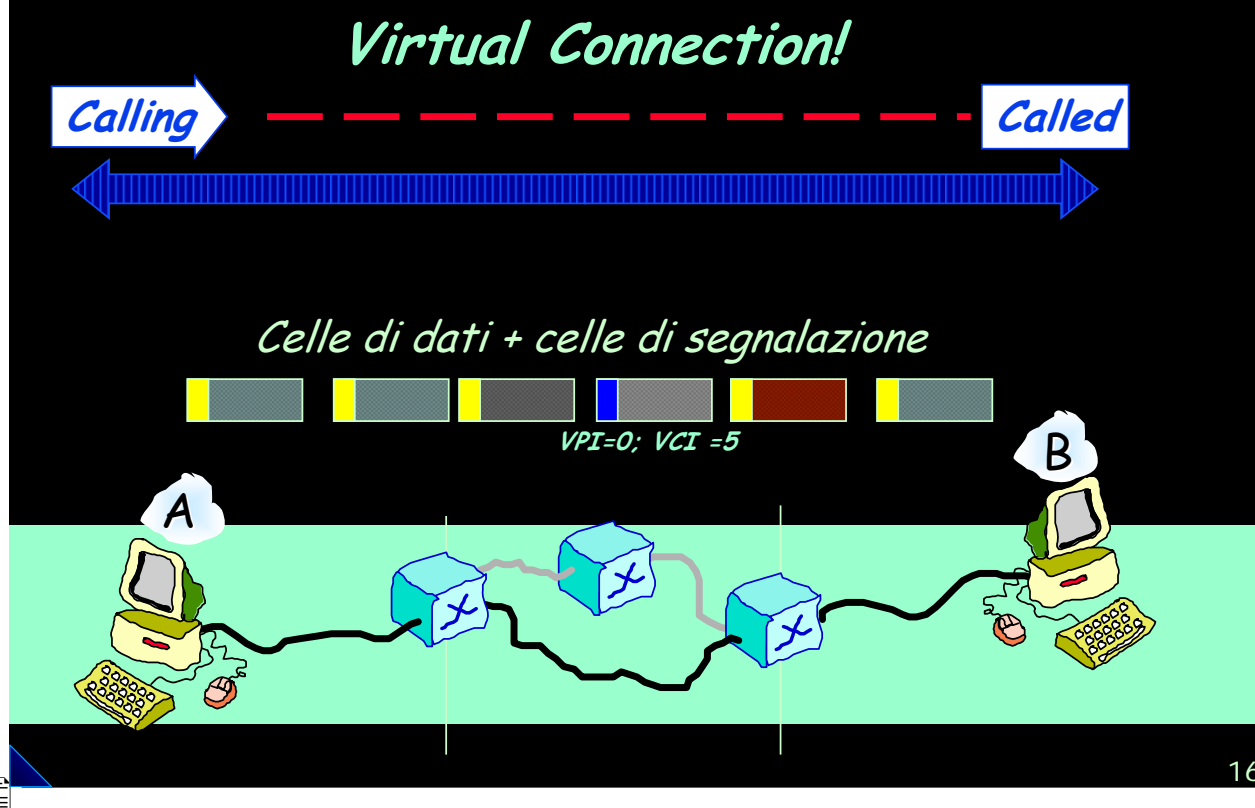 Virtual Connection!
Calling
Called
Celle di dati + celle di segnalazione
VPI=0; VCI =5
B
A
16